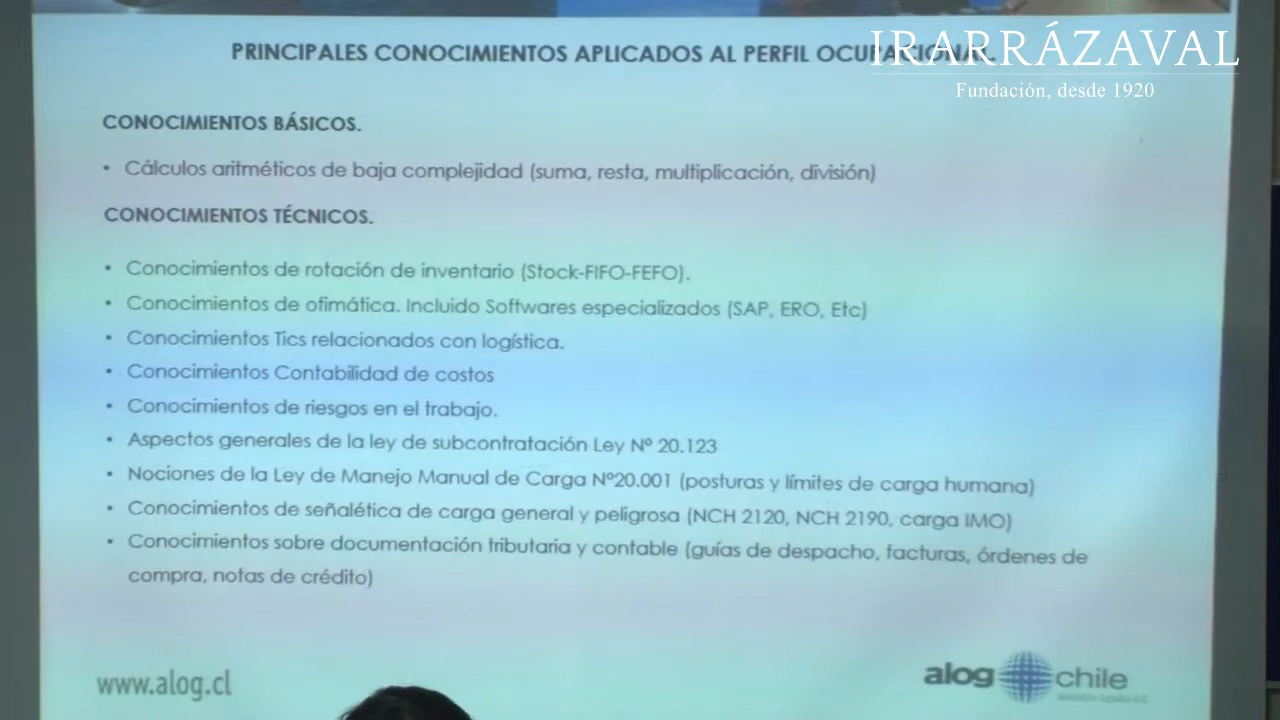 IRARRÁZAVAL
Fundación, desde 1920
PRINCIPALES CONOCIMIENTOS APLICADOS AL PERFIL OCUPACIONAL
CONOCIMIENTOS BÁSICOS.
• Cálculos aritméticos de baja complejidad (suma, resta, multiplicación, división)
CONOCIMIENTOS TÉCNICOS.
• Conocimientos de rotación de inventario (Stock-FIFO-FEFO).
• Conocimientos de ofimática. Incluido Softwares especializados (SAP, ERO, Etc)
• Conocimientos Tics relacionados con logística.
• Conocimientos Contabilidad de costos
• Conocimientos de riesgos en el trabajo.
• Aspectos generales de la ley de subcontratación Ley Nº 20.123
• Nociones de la Ley de Manejo Manual de Carga Nº20.001 (posturas y límites de carga humana)
• Conocimientos de señalética de carga general y peligrosa (NCH 2120, NCH 2190, carga IMO)
• Conocimientos sobre documentación tributaria y contable (guías de despacho, facturas, órdenes de
compra, notas de crédito)
www.alog.cl
alog chile